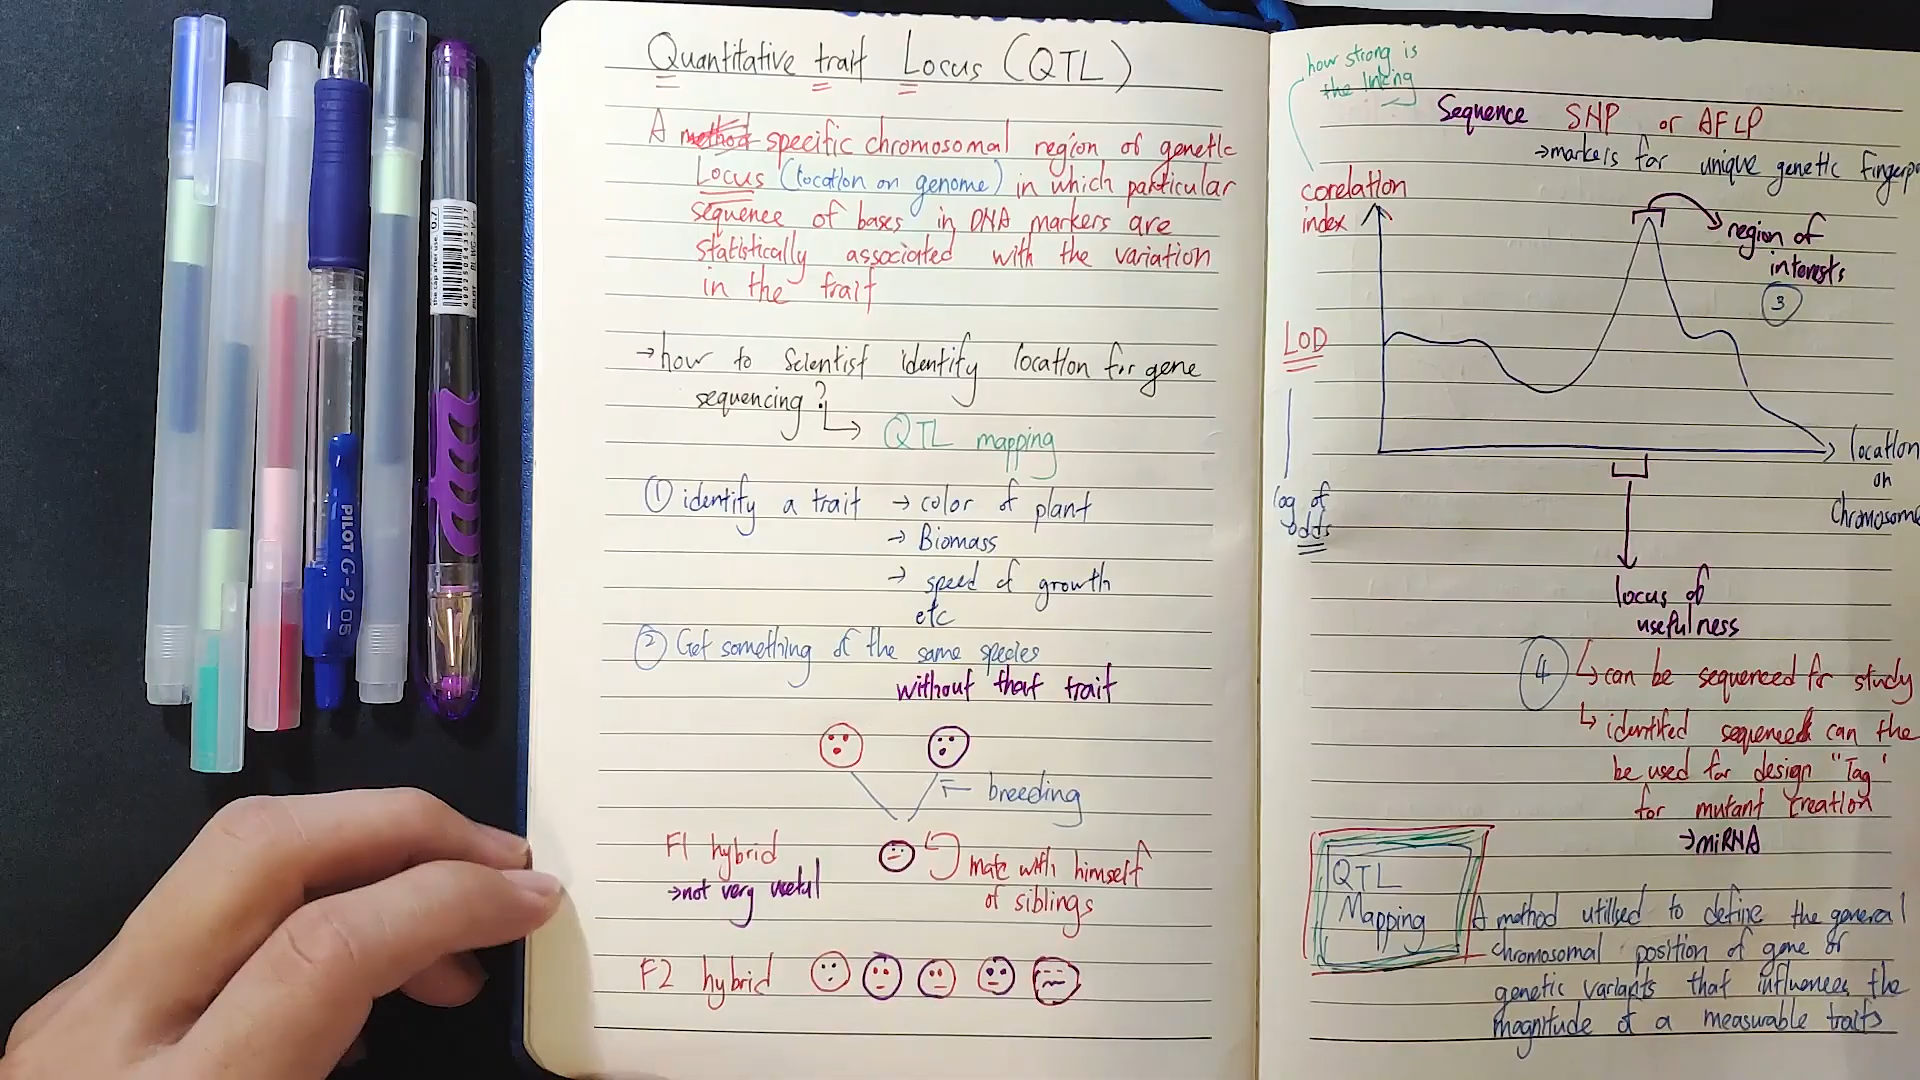 Quantitative trait Locus (QTL)
A method specific chromosomal region of genetic
Locus (location on genome) in which particular
sequence of bases in DNA markers are
statistically associated with the variation
in the trait
→ how to Scientist identify location for gene
sequencing?
→ QTL mapping
① identify a trait → color of plant
→ Biomass
→ speed of growth
etc
② Get something of the same species
without that trait
← breeding
F1 hybrid
→ not very useful
mate with himself
of siblings
F2 hybrid
how strong is
the linking
Sequence SNP or AFLP
→ markers for unique genetic fingerp
corelation
index
region of
interests
③
LOD
log of
odds
location
on
chromosome
locus of
usefulness
④ ↳ can be sequenced for study
↳ identified sequenced can the
be used for design "Tag"
for mutant creation
→ miRNA
QTL
Mapping
A method utilised to define the general
chromosomal position of gene or
genetic variants that influences the
magnitude of a measurable traits
PILOT G-2 05